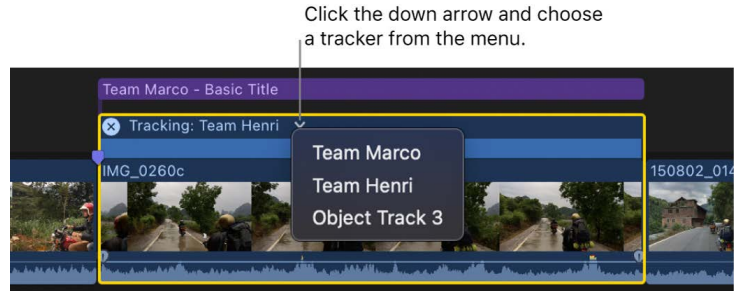 Click the down arrow and choose
a tracker from the menu.
Team Marco - Basic Title
Tracking: Team Henri
Team Marco
IMG_0260c
150802_014
Team Henri
Object Track 3